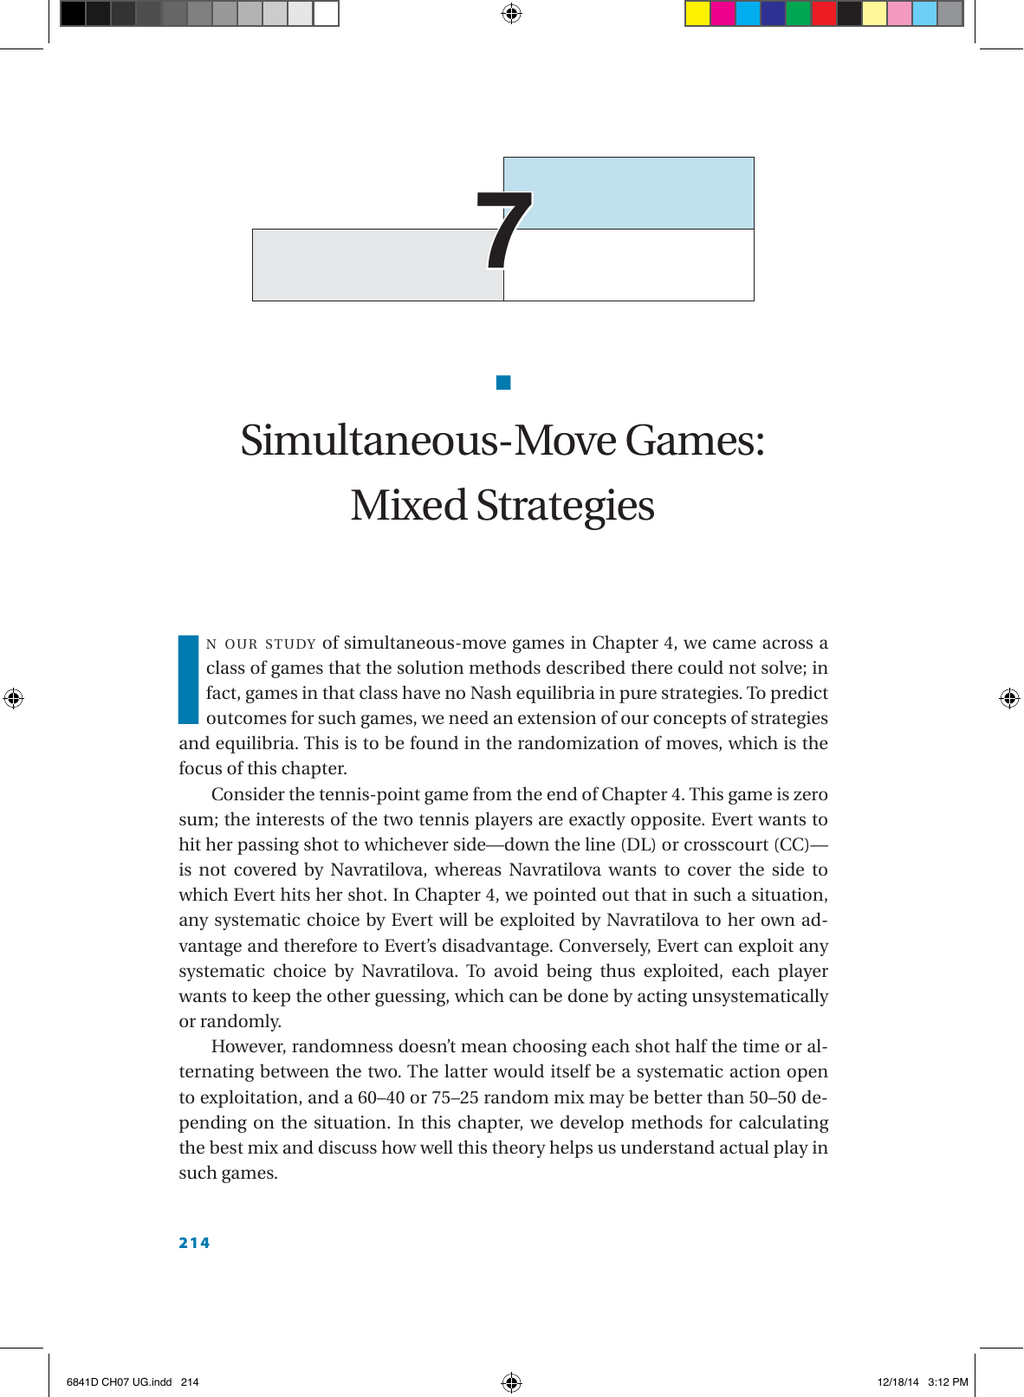 7
Simultaneous-Move Games:
Mixed Strategies
IN OUR STUDY of simultaneous-move games in Chapter 4, we came across a
class of games that the solution methods described there could not solve; in
fact, games in that class have no Nash equilibria in pure strategies. To predict
outcomes for such games, we need an extension of our concepts of strategies
and equilibria. This is to be found in the randomization of moves, which is the
focus of this chapter.
Consider the tennis-point game from the end of Chapter 4. This game is zero
sum; the interests of the two tennis players are exactly opposite. Evert wants to
hit her passing shot to whichever side—down the line (DL) or crosscourt (CC)—
is not covered by Navratilova, whereas Navratilova wants to cover the side to
which Evert hits her shot. In Chapter 4, we pointed out that in such a situation,
any systematic choice by Evert will be exploited by Navratilova to her own ad-
vantage and therefore to Evert’s disadvantage. Conversely, Evert can exploit any
systematic choice by Navratilova. To avoid being thus exploited, each player
wants to keep the other guessing, which can be done by acting unsystematically
or randomly.
However, randomness doesn’t mean choosing each shot half the time or al-
ternating between the two. The latter would itself be a systematic action open
to exploitation, and a 60–40 or 75–25 random mix may be better than 50–50 de-
pending on the situation. In this chapter, we develop methods for calculating
the best mix and discuss how well this theory helps us understand actual play in
such games.
214
6841D CH07 UG.indd 214
12/18/14 3:12 PM